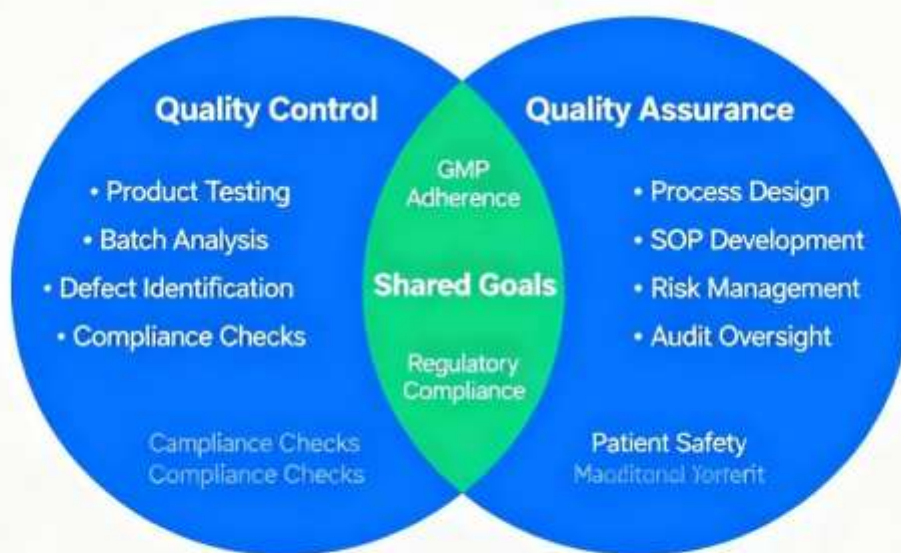 Quality Control
• Product Testing
• Batch Analysis
• Defect Identification
• Compliance Checks
Campliance Checks
Compliance Checks
GMP
Adherence
Shared Goals
Regulatory
Compliance
Quality Assurance
• Process Design
• SOP Development
• Risk Management
• Audit Oversight
Patient Safety